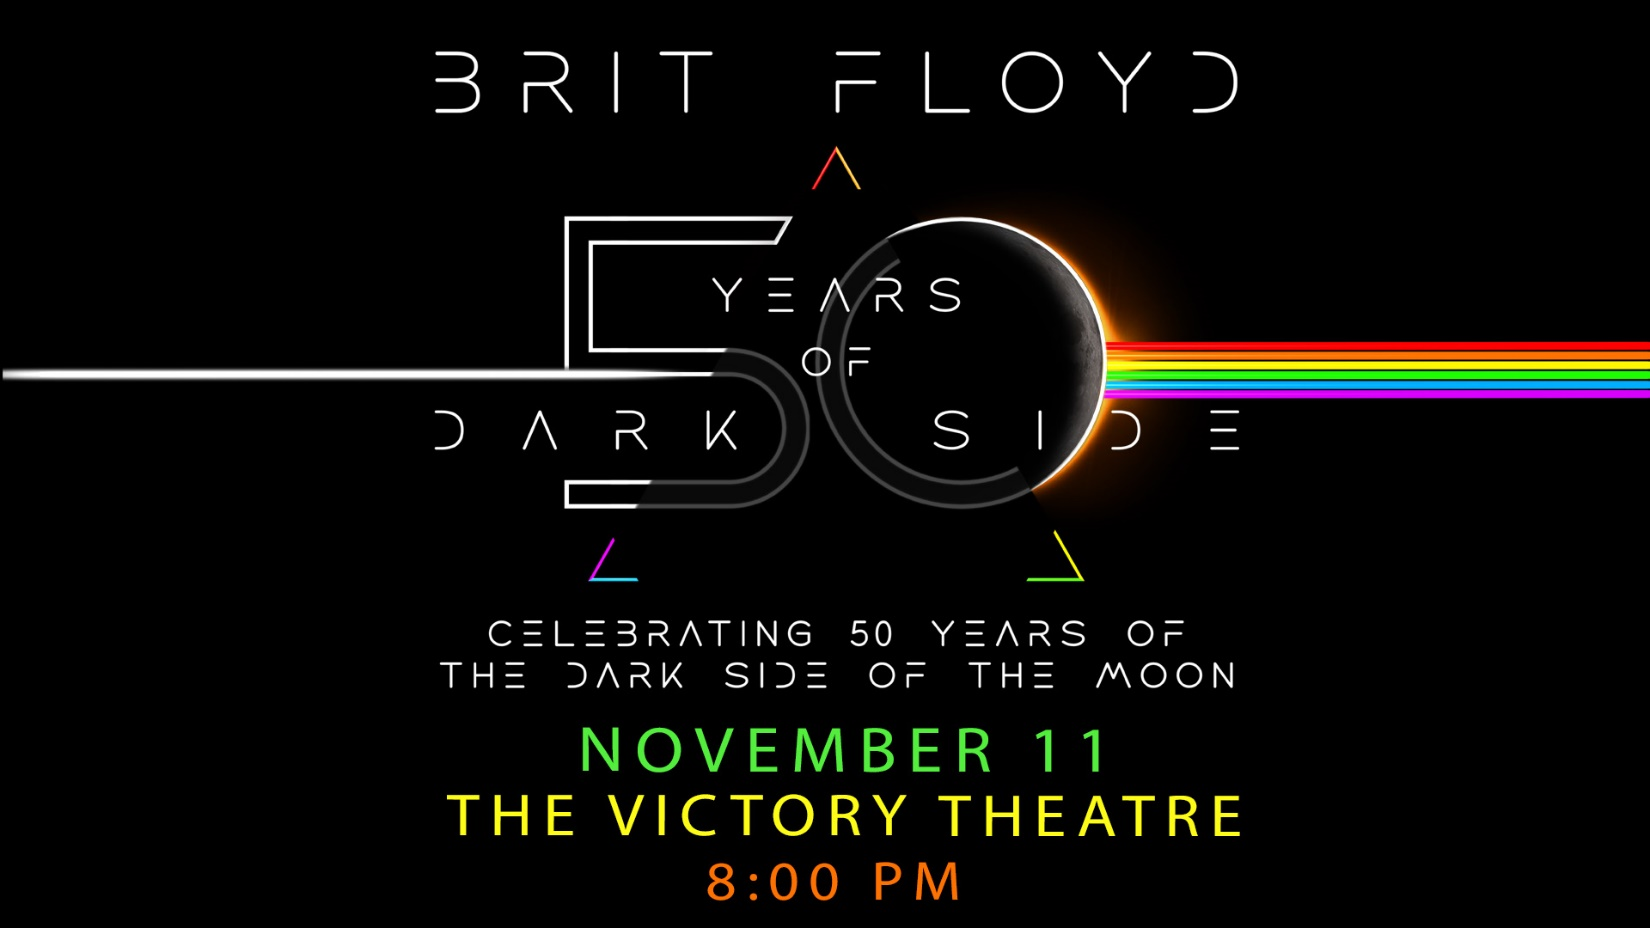 BRIT FLOYD
50
YEARS
OF
DARK SIDE
CELEBRATING 50 YEARS OF
THE DARK SIDE OF THE MOON
NOVEMBER 11
THE VICTORY THEATRE
8:00 PM